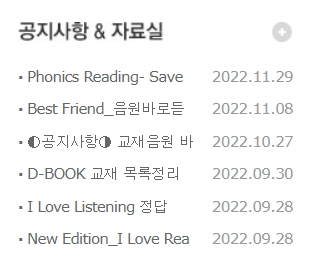 공지사항 & 자료실
Phonics Reading- Save 2022.11.29
Best Friend_음원바로듣 2022.11.08
◐공지사항◑ 교재음원 바 2022.10.27
D-BOOK 교재 목록정리 2022.09.30
I Love Listening 정답 2022.09.28
New Edition_I Love Rea 2022.09.28